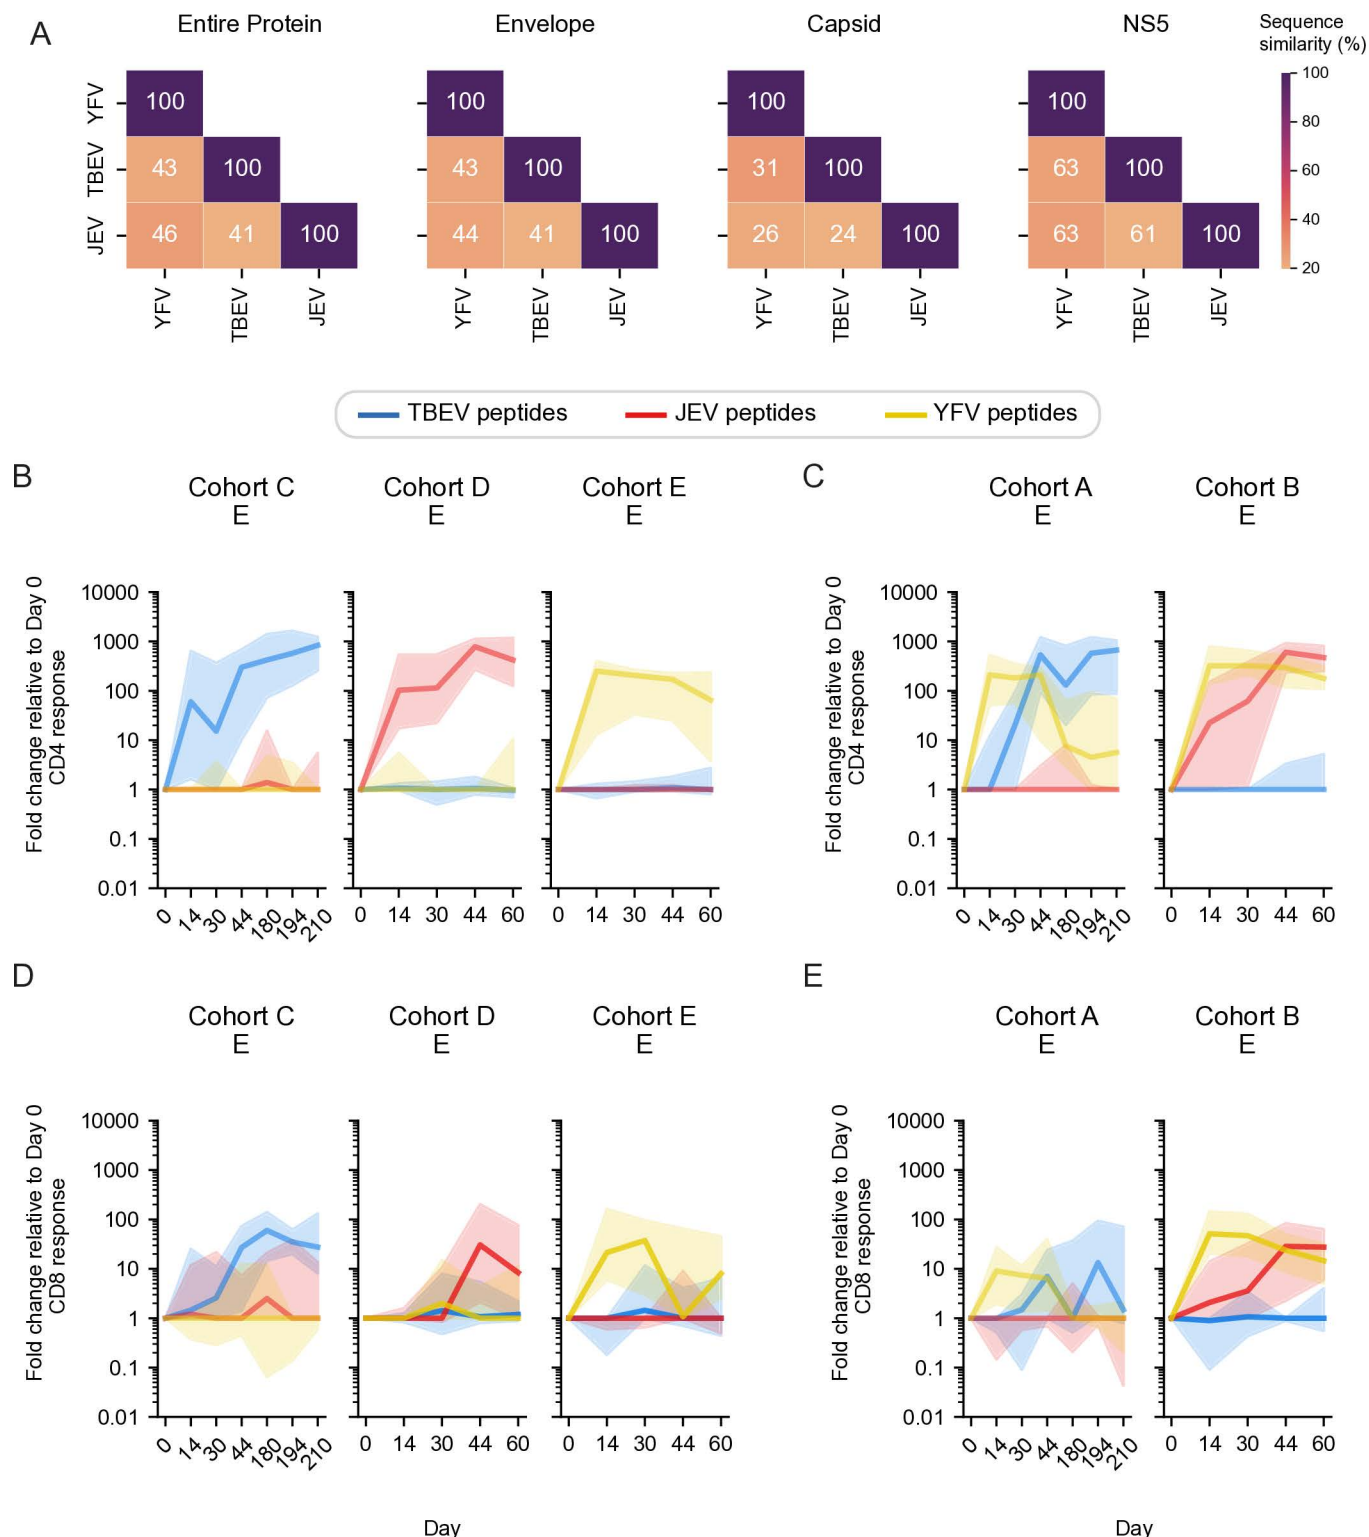 A
Entire Protein
Envelope
Capsid
NS5
Sequence
similarity (%)
YFV
100
100
100
100
TBEV
43 100
43 100
31 100
63 100
JEV
46 41 100
44 41 100
26 24 100
63 61 100
100
80
60
40
20
YFV TBEV JEV
YFV TBEV JEV
YFV TBEV JEV
YFV TBEV JEV
TBEV peptides
JEV peptides
YFV peptides
B
Cohort C
E
Cohort D
E
Cohort E
E
Fold change relative to Day 0
CD4 response
10000
1000
100
10
1
0.1
0.01
0 14 30 44 180 194 210
0 14 30 44 60
0 14 30 44 60
C
Cohort A
E
Cohort B
E
Fold change relative to Day 0
CD4 response
10000
1000
100
10
1
0.1
0.01
0 14 30 44 180 194 210
0 14 30 44 60
D
Cohort C
E
Cohort D
E
Cohort E
E
Fold change relative to Day 0
CD8 response
10000
1000
100
10
1
0.1
0.01
0 14 30 44 180 194 210
0 14 30 44 60
0 14 30 44 60
Day
E
Cohort A
E
Cohort B
E
Fold change relative to Day 0
CD8 response
10000
1000
100
10
1
0.1
0.01
0 14 30 44 180 194 210
0 14 30 44 60
Day